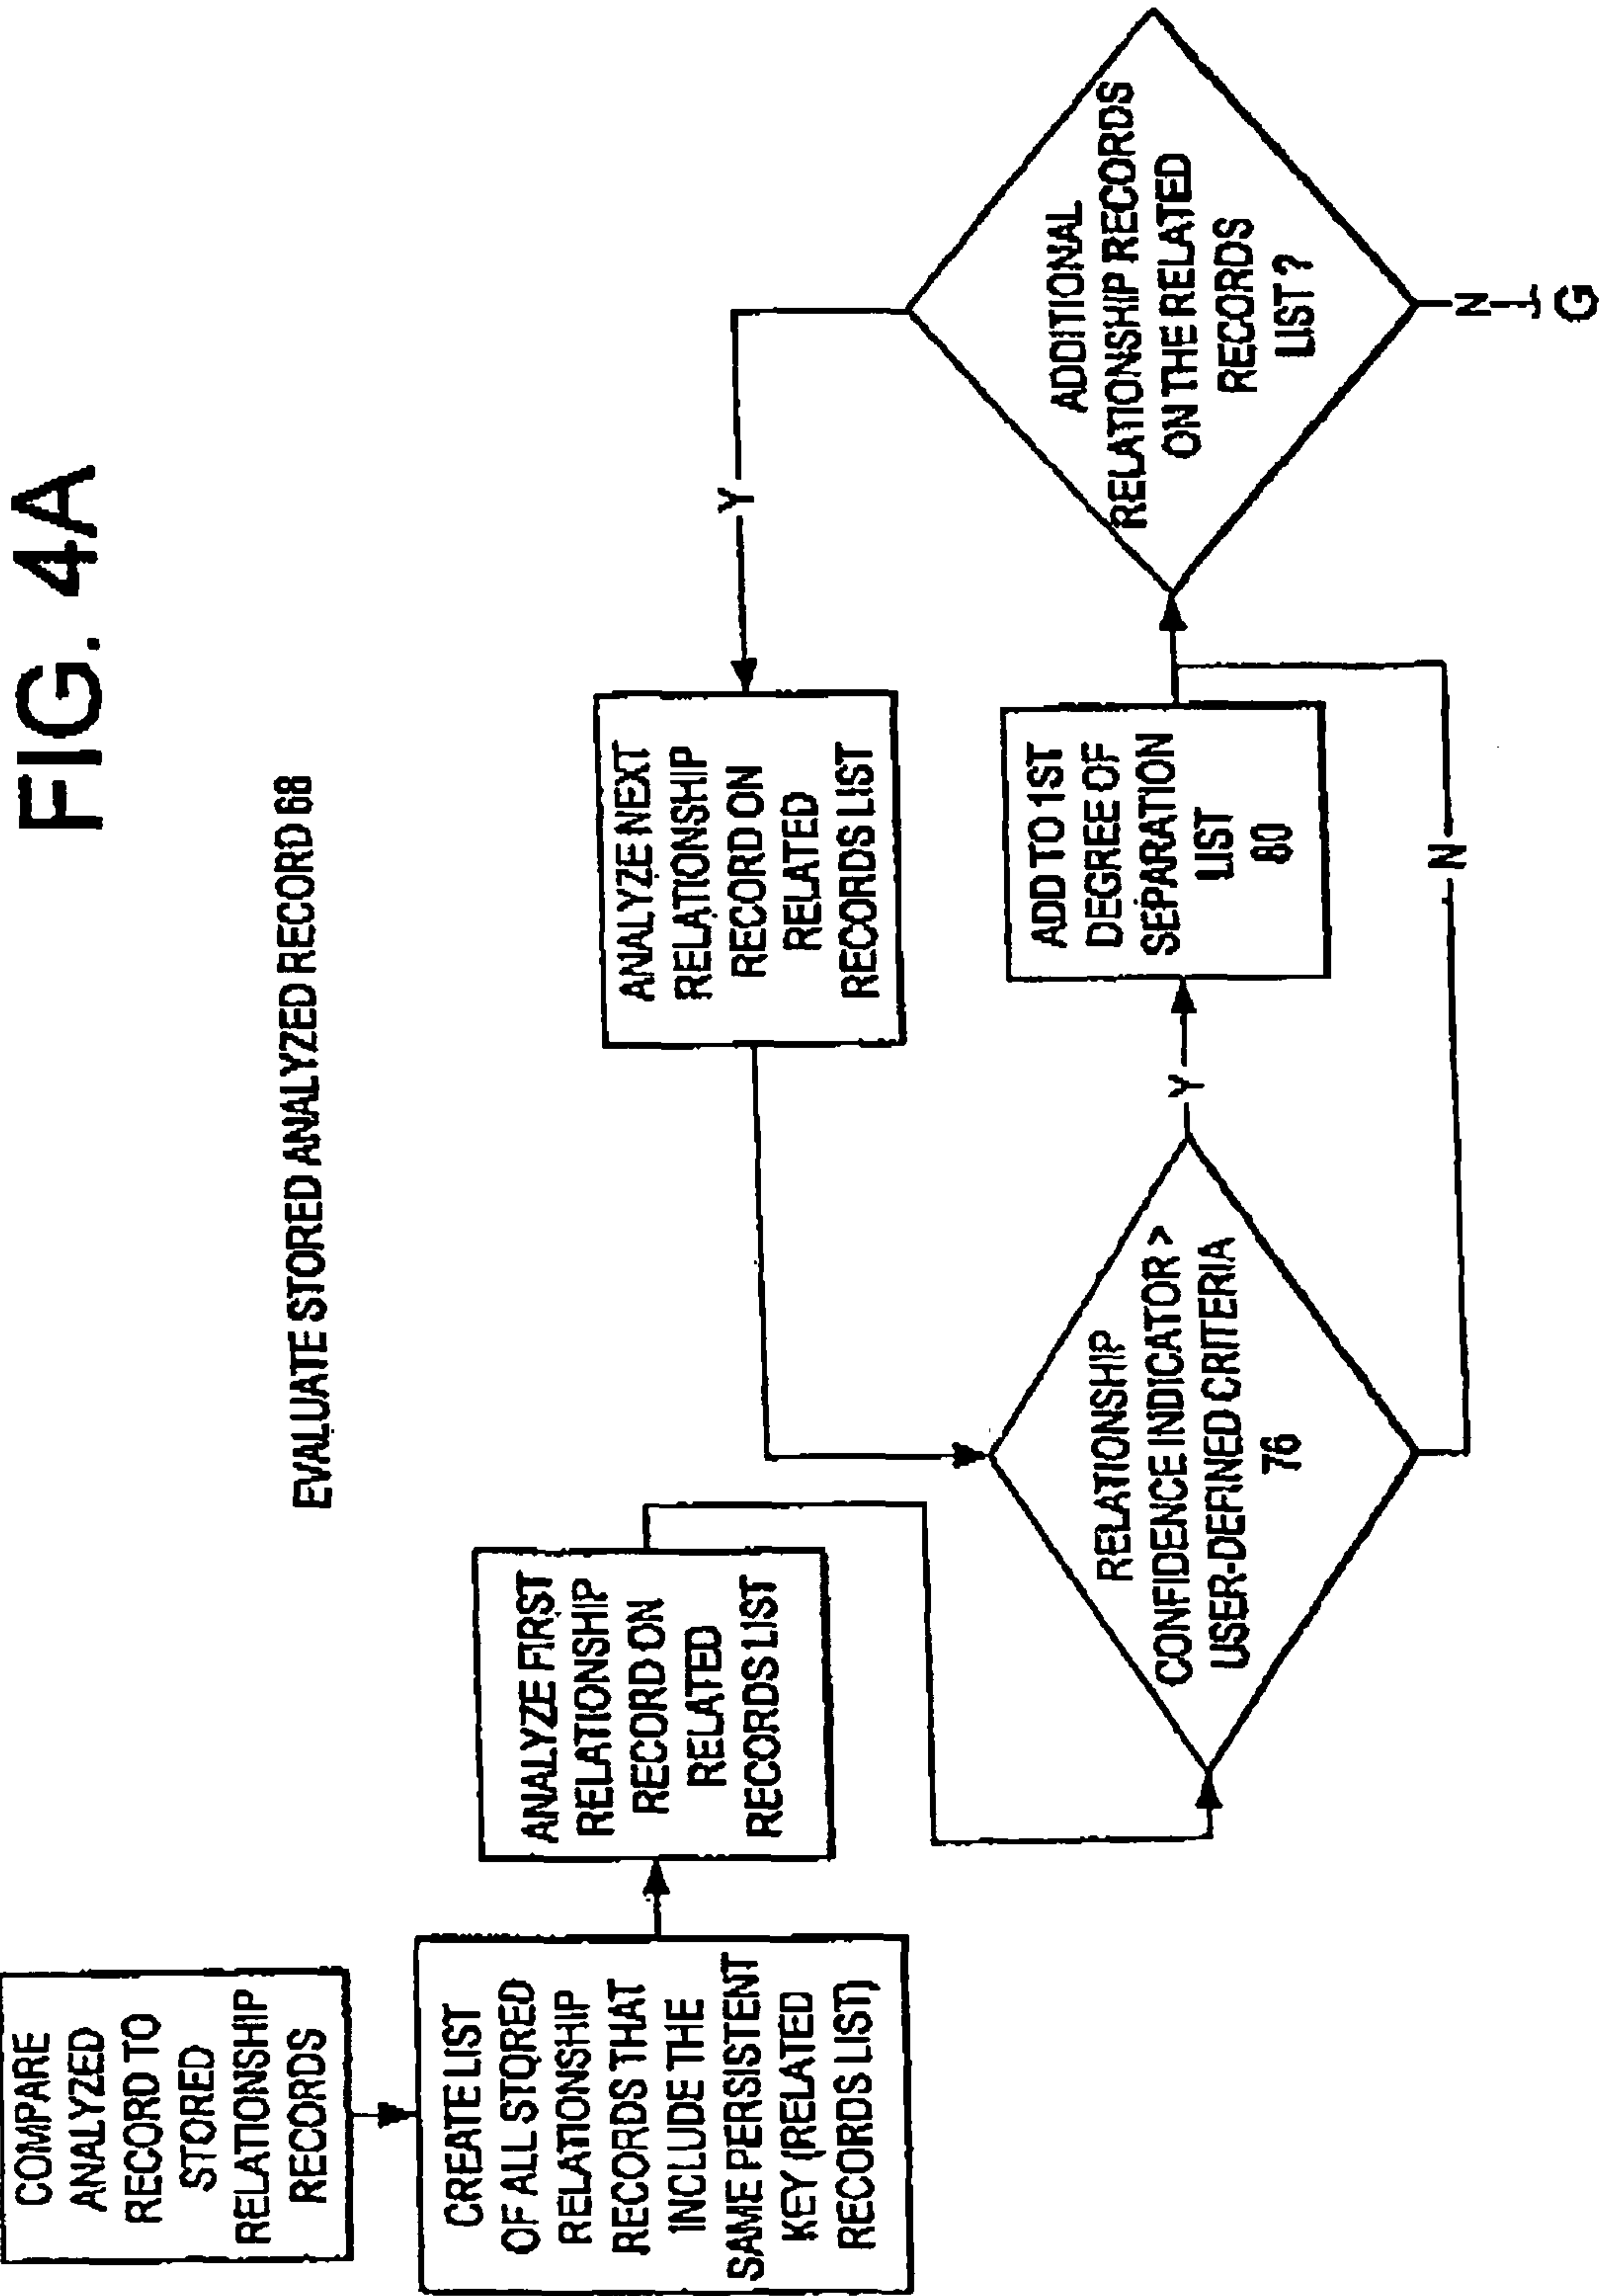 FIG. 4A
EVALUATE STORED ANALYZED RECORD 68
COMPARE
ANALYZED
RECORD TO
STORED
RELATIONSHIP
RECORDS
CREATE LIST
OF ALL STORED
RELATIONSHIP
RECORDS THAT
INCLUDE THE
SAME PERSISTENT
KEY (RELATED
RECORDS LIST)
ANALYZE FIRST
RELATIONSHIP
RECORD ON
RELATED
RECORDS LIST
RELATIONSHIP
CONFIDENCE INDICATOR >
USER-DEFINED CRITERIA
76
Y
N
ADD TO 1ST
DEGREE OF
SEPARATION
LIST
80
ANALYZE NEXT
RELATIONSHIP
RECORD ON
RELATED
RECORDS LIST
Y
ADDITIONAL
RELATIONSHIP RECORDS
ON THE RELATED
RECORDS
LIST ?
N
G